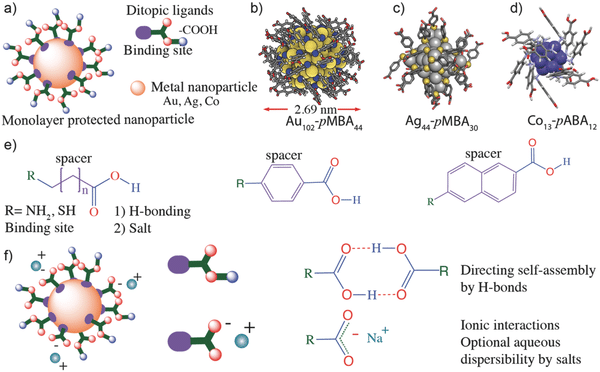 a)
Ditopic ligands
-COOH
Binding site
Metal nanoparticle
Au, Ag, Co
Monolayer protected nanoparticle
b)
2.69 nm
Au102-pMBA44
c)
Ag44-pMBA30
d)
Co13-pABA12
e)
spacer
R
n
O
H
O
R= NH2, SH
Binding site
1) H-bonding
2) Salt
spacer
R
O
O
H
spacer
R
O
O
H
f)
+
-
-
+
-
+
- +
R
O
O
H
H
O
O
R
Directing self-assembly
by H-bonds
R
O
O
-
Na+
Ionic interactions
Optional aqueous
dispersibility by salts